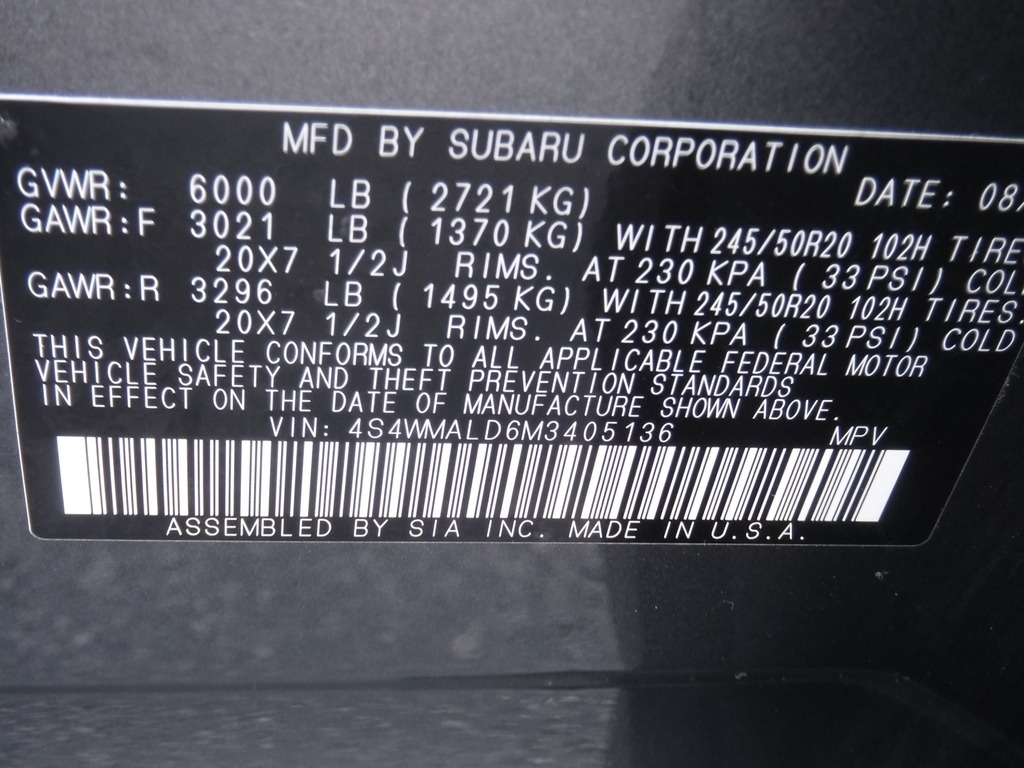 MFD BY SUBARU CORPORATION
GVWR: 6000 LB (2721 KG) DATE: 08/
GAWR:F 3021 LB (1370 KG) WITH 245/50R20 102H TIRE
20X7 1/2J RIMS. AT 230 KPA (33 PSI) COL
GAWR:R 3296 LB (1495 KG) WITH 245/50R20 102H TIRES
20X7 1/2J RIMS. AT 230 KPA (33 PSI) COLD
THIS VEHICLE CONFORMS TO ALL APPLICABLE FEDERAL MOTOR
VEHICLE SAFETY AND THEFT PREVENTION STANDARDS
IN EFFECT ON THE DATE OF MANUFACTURE SHOWN ABOVE.
VIN: 4S4WMALD6M3405136 MPV
ASSEMBLED BY SIA INC. MADE IN U.S.A.